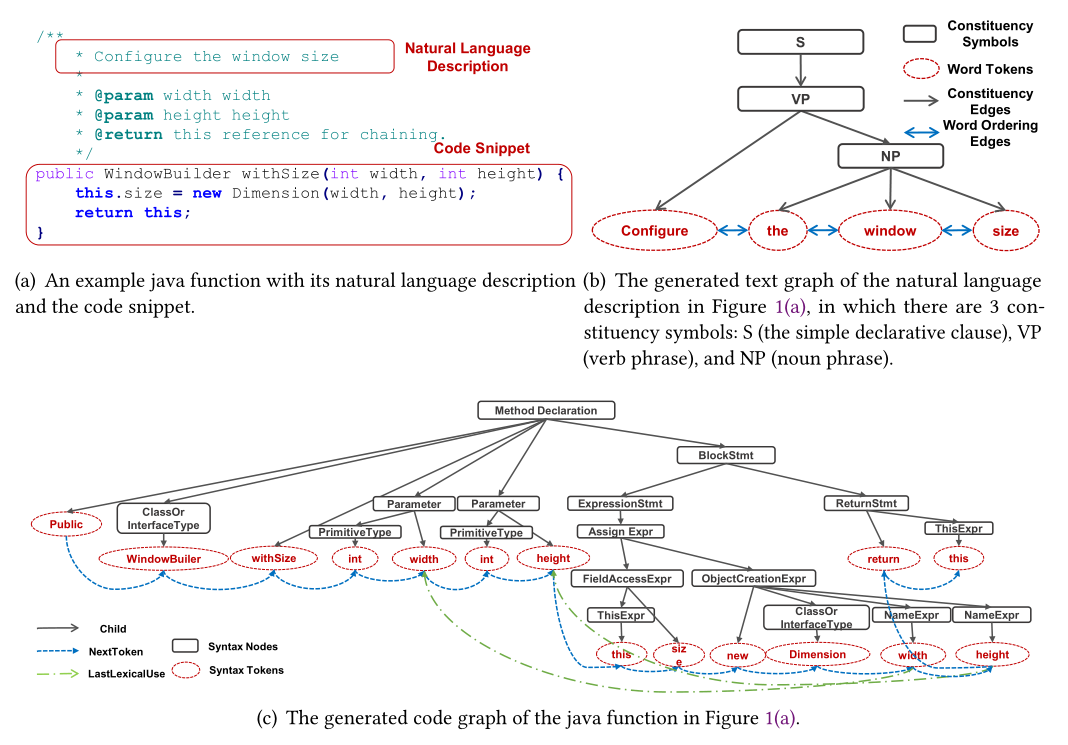 /**
* Configure the window size
*
* @param width width
* @param height height
* @return this reference for chaining.
*/
Natural Language
Description
Code Snippet
public WindowBuilder withSize(int width, int height) {
this.size = new Dimension(width, height);
return this;
}
(a) An example java function with its natural language description
and the code snippet.
S
VP
NP
Configure
the
window
size
Constituency
Symbols
Word Tokens
Constituency
Edges
Word Ordering
Edges
(b) The generated text graph of the natural language
description in Figure 1(a), in which there are 3 con-
stituency symbols: S (the simple declarative clause), VP
(verb phrase), and NP (noun phrase).
Method Declaration
BlockStmt
Public
ClassOr
InterfaceType
Parameter
Parameter
ExpressionStmt
ReturnStmt
PrimitiveType
PrimitiveType
Assign Expr
ThisExpr
WindowBuiler
withSize
int
width
int
height
return
this
FieldAccessExpr
ObjectCreationExpr
ThisExpr
ClassOr
InterfaceType
NameExpr
NameExpr
this
siz
e
new
Dimension
width
height
Child
NextToken
LastLexicalUse
Syntax Nodes
Syntax Tokens
(c) The generated code graph of the java function in Figure 1(a).